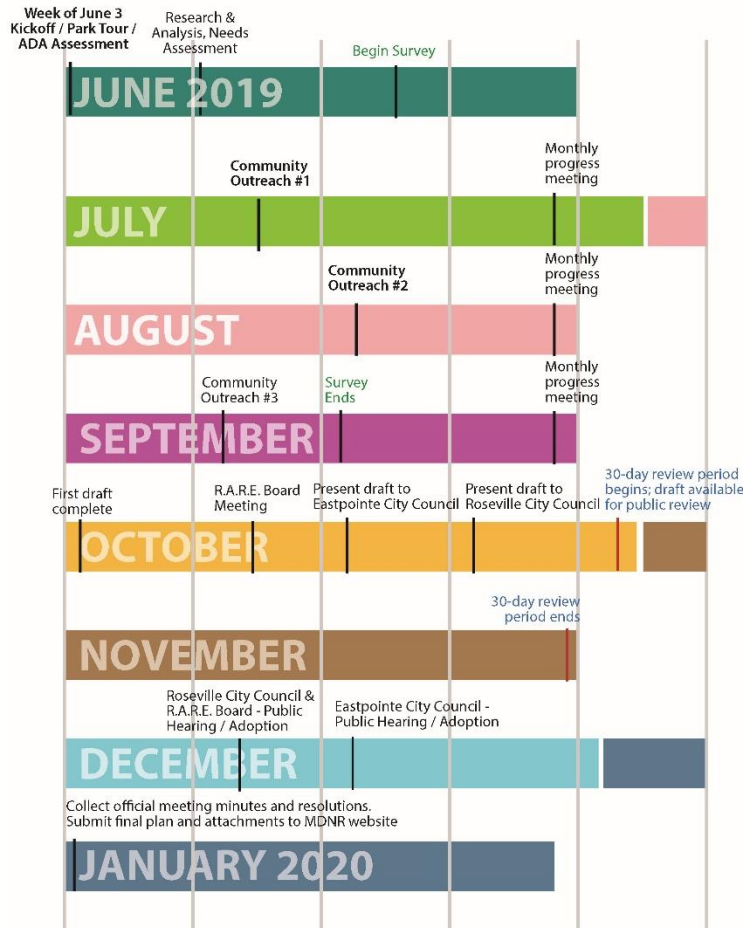 Week of June 3
Kickoff / Park Tour /
ADA Assessment
Research &
Analysis, Needs
Assessment
Begin Survey
JUNE 2019
Community
Outreach #1
Monthly
progress
meeting
JULY
Community
Outreach #2
Monthly
progress
meeting
AUGUST
Community
Outreach #3
Survey
Ends
Monthly
progress
meeting
SEPTEMBER
First draft
complete
R.A.R.E. Board
Meeting
Present draft to
Eastpointe City Council
Present draft to
Roseville City Council
30-day review period
begins; draft available
for public review
OCTOBER
30-day review
period ends
NOVEMBER
Roseville City Council &
R.A.R.E. Board - Public
Hearing / Adoption
Eastpointe City Council -
Public Hearing / Adoption
DECEMBER
Collect official meeting minutes and resolutions.
Submit final plan and attachments to MDNR website
JANUARY 2020